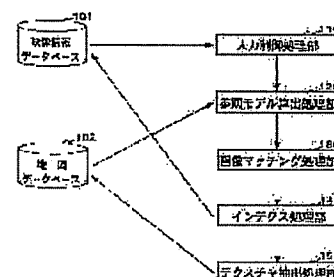 101
映像情報
データベース
入力制御処理部
参照モデル算出処理部
102
地 図
データベース
画像マッチング処理部
インデクス処理部
テクスチャ抽出処理部